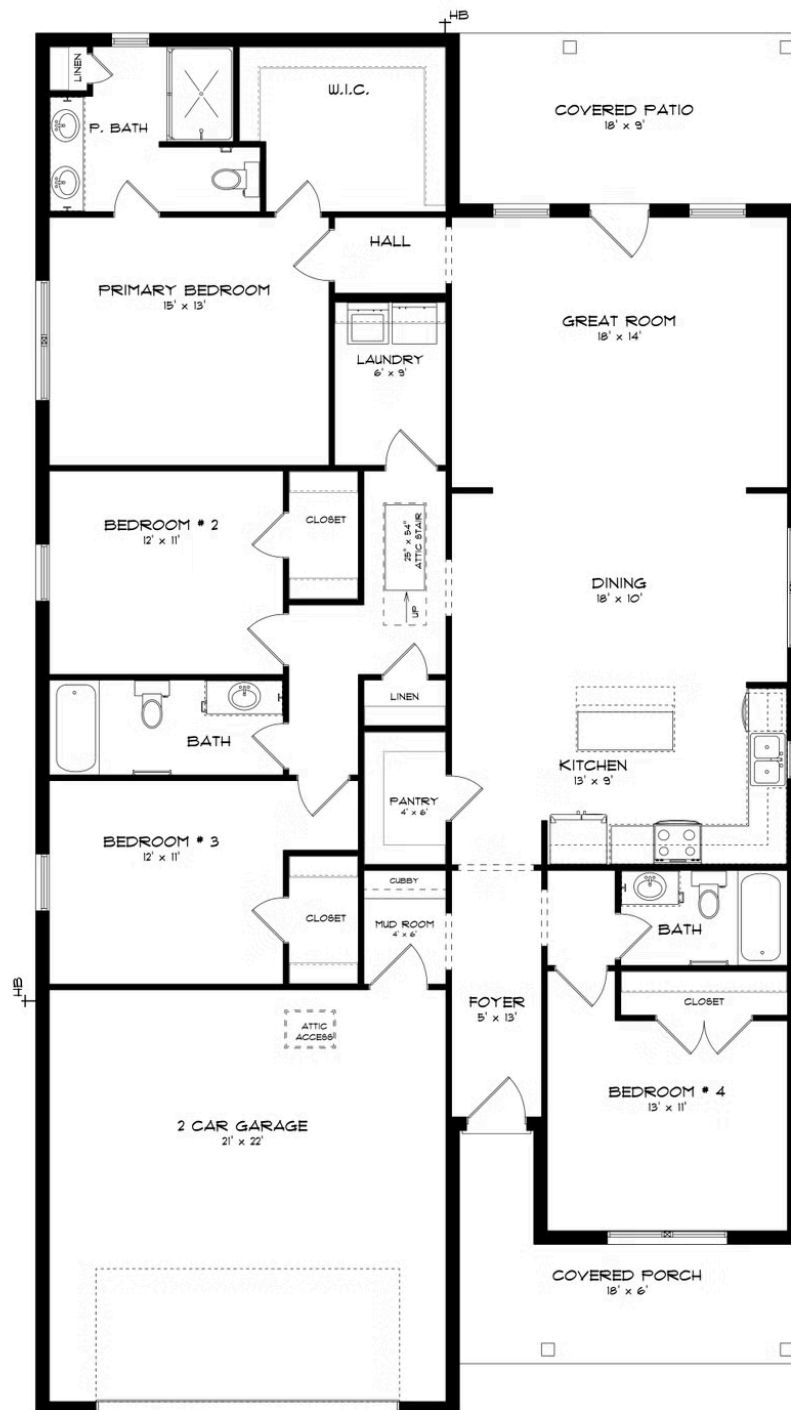 HB
LINEN
P. BATH
W.I.C.
COVERED PATIO
18' x 9'
HALL
PRIMARY BEDROOM
15' x 13'
GREAT ROOM
18' x 14'
LAUNDRY
6' x 9'
BEDROOM # 2
12' x 11'
CLOSET
25" x 54"
ATTIC STAIR
UP
DINING
18' x 10'
LINEN
BATH
KITCHEN
13' x 9'
PANTRY
4' x 6'
BEDROOM # 3
12' x 11'
CLOSET
CUBBY
MUD ROOM
4' x 6'
BATH
HB
FOYER
5' x 13'
CLOSET
ATTIC
ACCESS
BEDROOM # 4
13' x 11'
2 CAR GARAGE
21' x 22'
COVERED PORCH
18' x 6'